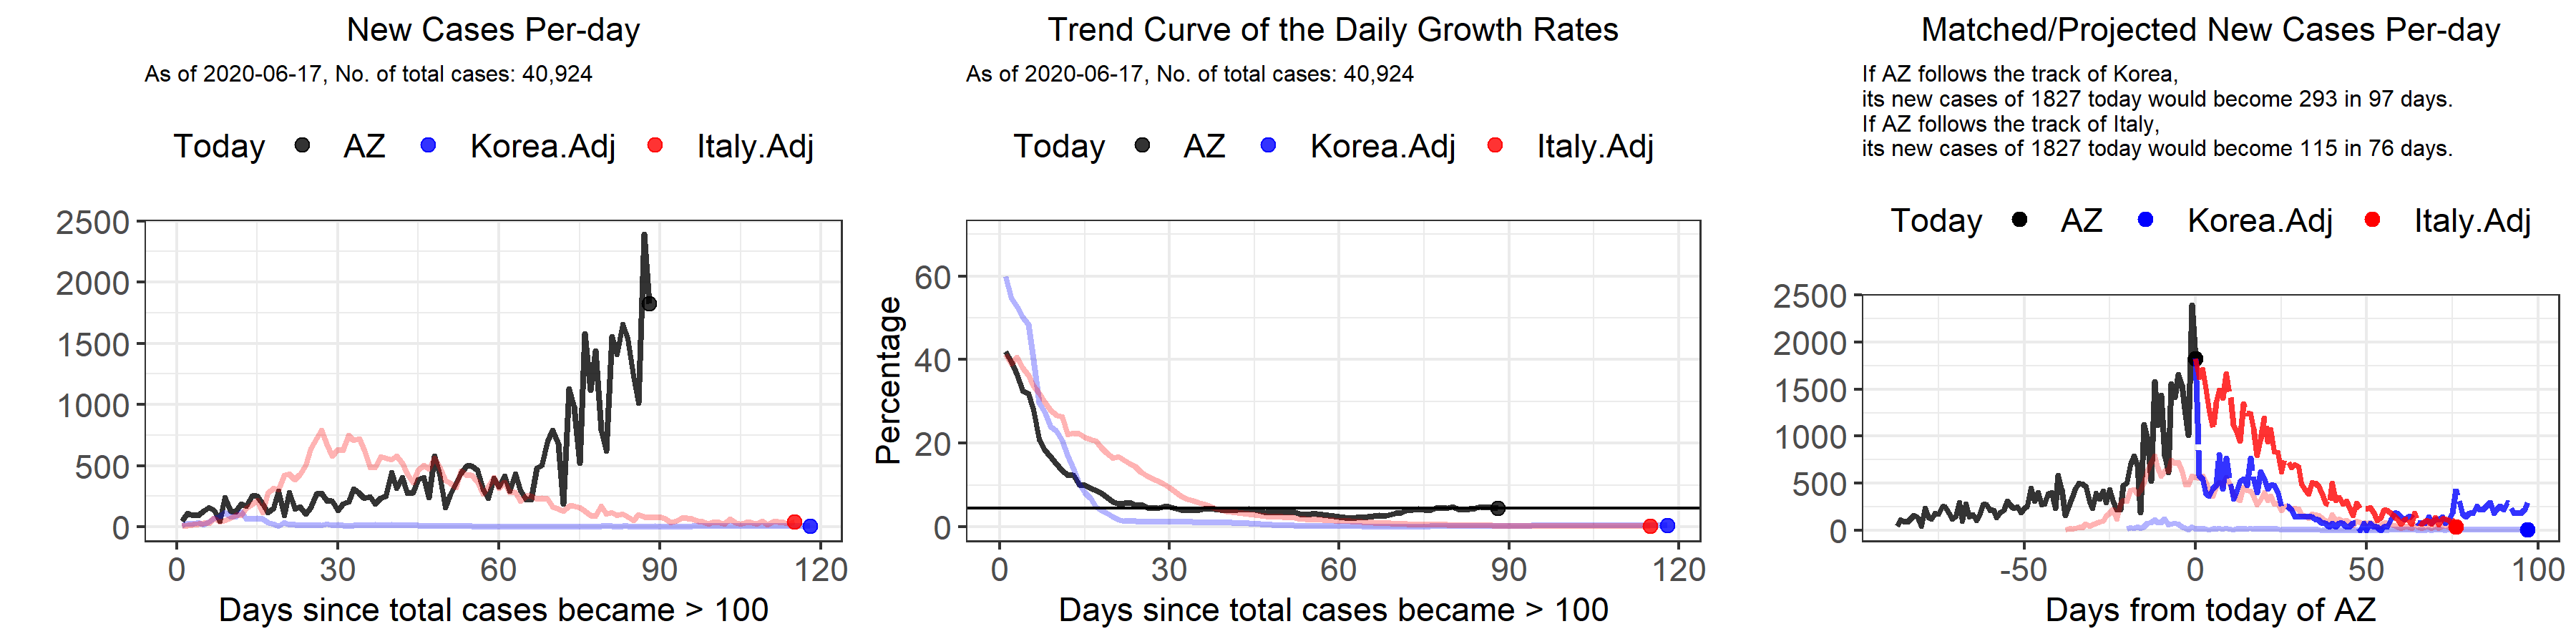 New Cases Per-day
As of 2020-06-17, No. of total cases: 40,924
Today AZ Korea.Adj Italy.Adj
2500
2000
1500
1000
500
0
0 30 60 90 120
Days since total cases became > 100
Trend Curve of the Daily Growth Rates
As of 2020-06-17, No. of total cases: 40,924
Today AZ Korea.Adj Italy.Adj
Percentage
60
40
20
0
0 30 60 90 120
Days since total cases became > 100
Matched/Projected New Cases Per-day
If AZ follows the track of Korea,
its new cases of 1827 today would become 293 in 97 days.
If AZ follows the track of Italy,
its new cases of 1827 today would become 115 in 76 days.
Today AZ Korea.Adj Italy.Adj
2500
2000
1500
1000
500
0
-50 0 50 100
Days from today of AZ